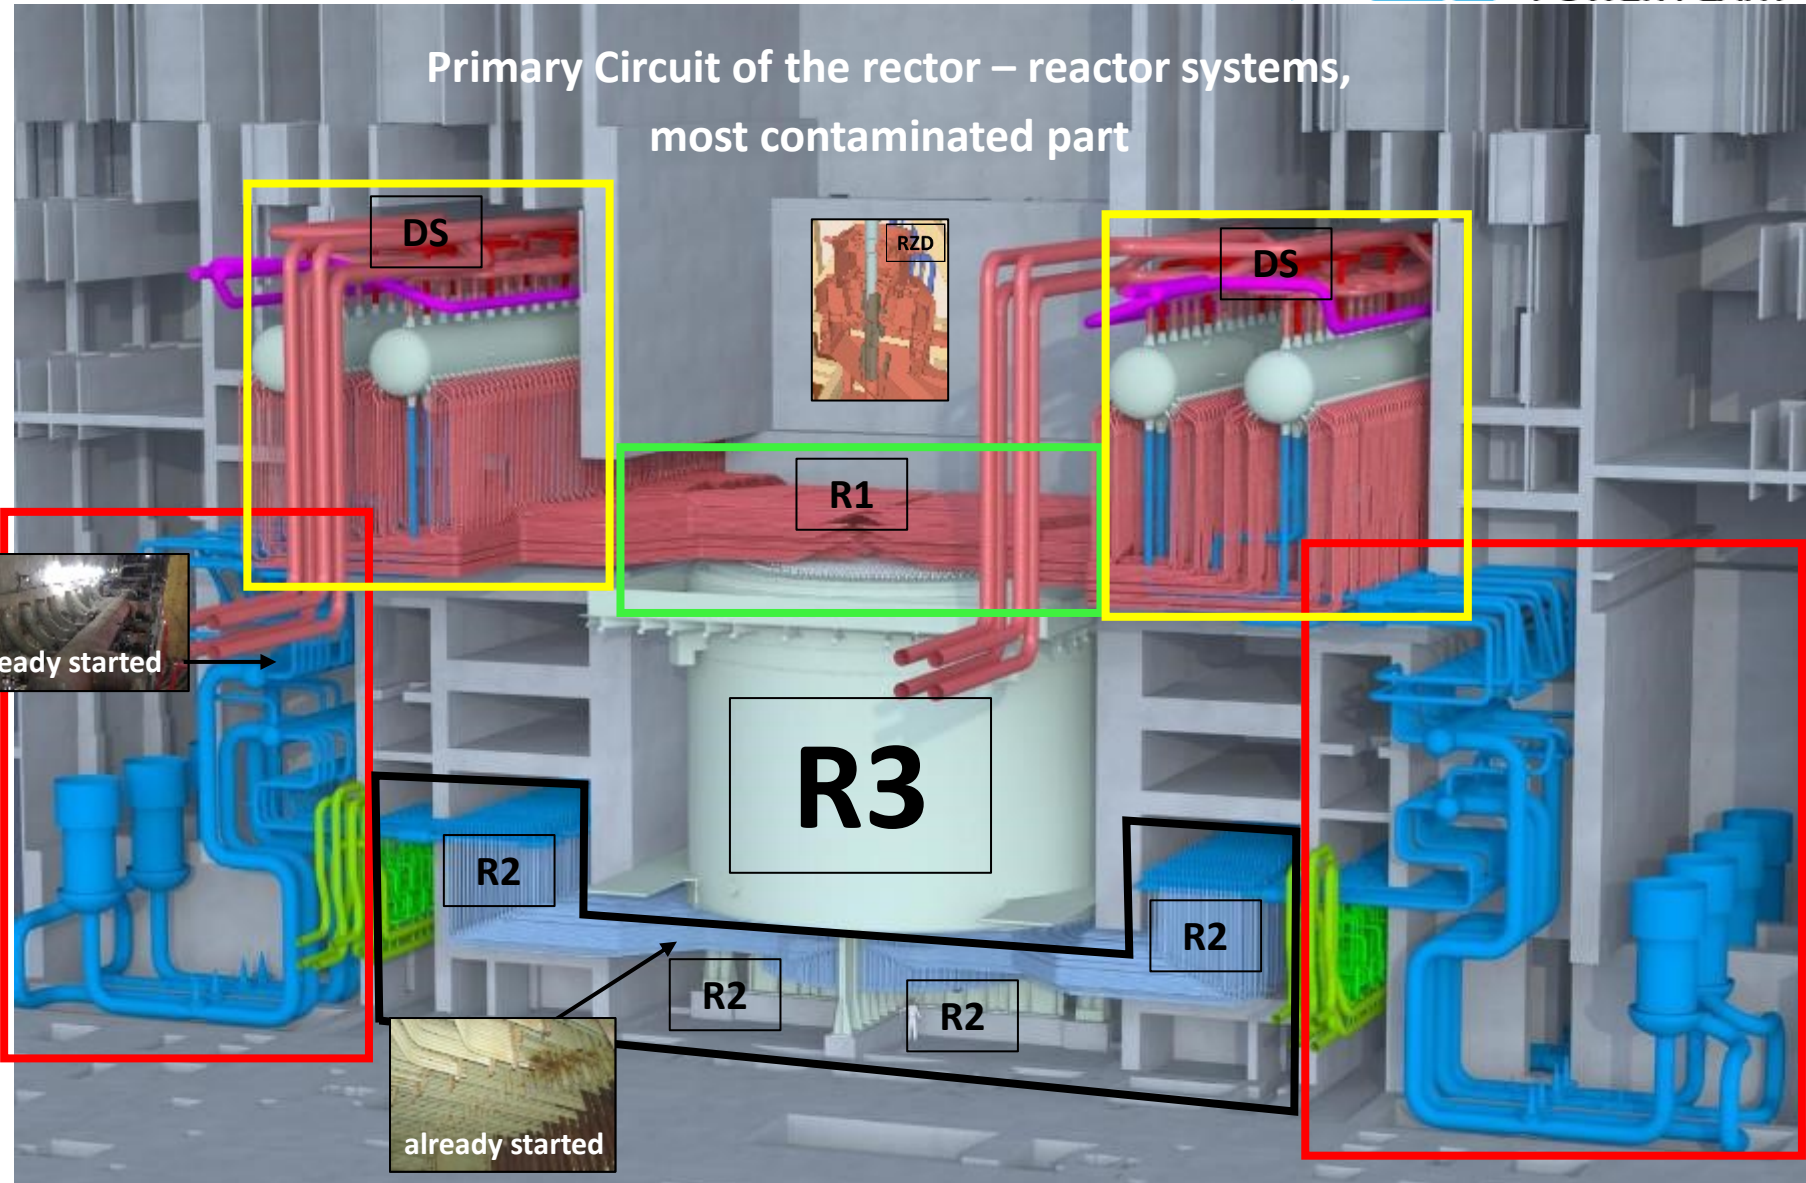 Primary Circuit of the rector – reactor systems,
most contaminated part
DS
RZD
DS
R1
eady started
R3
R2
R2
R2
R2
already started